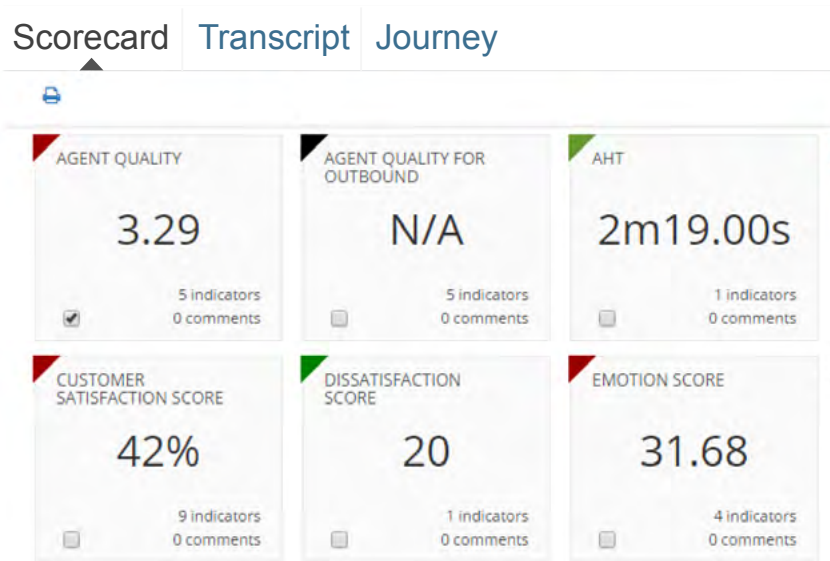 Scorecard Transcript Journey
AGENT QUALITY
3.29
5 indicators
0 comments
AGENT QUALITY FOR
OUTBOUND
N/A
5 indicators
0 comments
AHT
2m19.00s
1 indicators
0 comments
CUSTOMER
SATISFACTION SCORE
42%
9 indicators
0 comments
DISSATISFACTION
SCORE
20
1 indicators
0 comments
EMOTION SCORE
31.68
4 indicators
0 comments